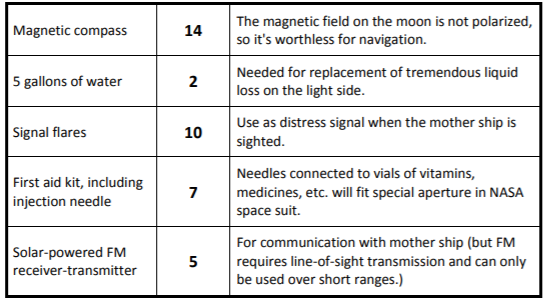 Magnetic compass
14
The magnetic field on the moon is not polarized,
so it's worthless for navigation.
5 gallons of water
2
Needed for replacement of tremendous liquid
loss on the light side.
Signal flares
10
Use as distress signal when the mother ship is
sighted.
First aid kit, including
injection needle
7
Needles connected to vials of vitamins,
medicines, etc. will fit special aperture in NASA
space suit.
Solar-powered FM
receiver-transmitter
5
For communication with mother ship (but FM
requires line-of-sight transmission and can only
be used over short ranges.)